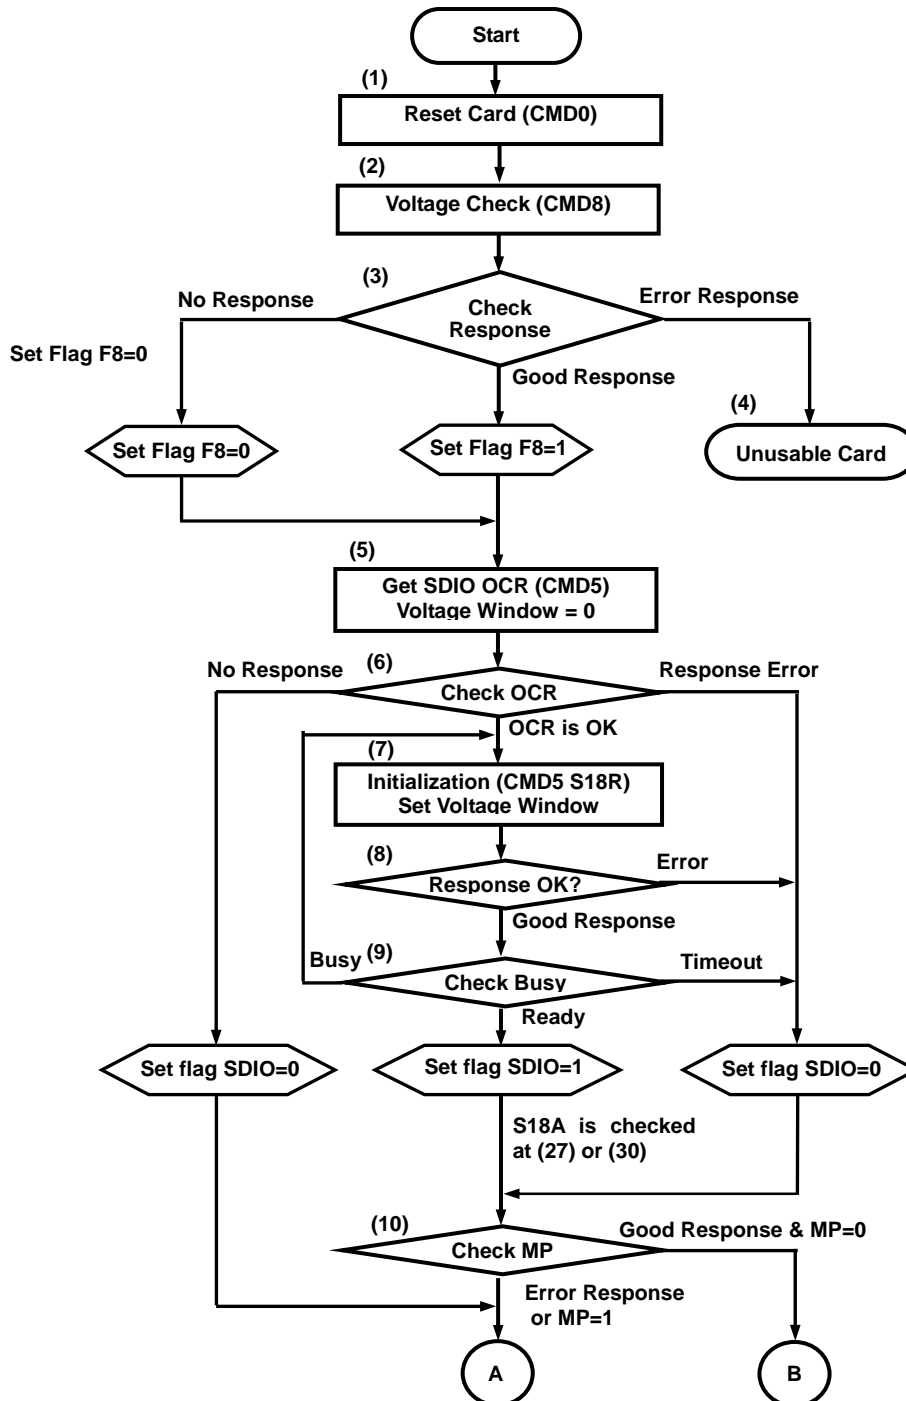 Start
(1)
Reset Card (CMD0)
(2)
Voltage Check (CMD8)
(3)
No Response
Error Response
Check
Response
Set Flag F8=0
Good Response
(4)
Set Flag F8=0
Set Flag F8=1
Unusable Card
(5)
Get SDIO OCR (CMD5)
Voltage Window = 0
No Response
(6)
Response Error
Check OCR
OCR is OK
(7)
Initialization (CMD5 S18R)
Set Voltage Window
(8)
Error
Response OK?
Good Response
Busy
(9)
Timeout
Check Busy
Ready
Set flag SDIO=0
Set flag SDIO=1
Set flag SDIO=0
S18A is checked
at (27) or (30)
(10)
Good Response & MP=0
Check MP
Error Response
or MP=1
A
B